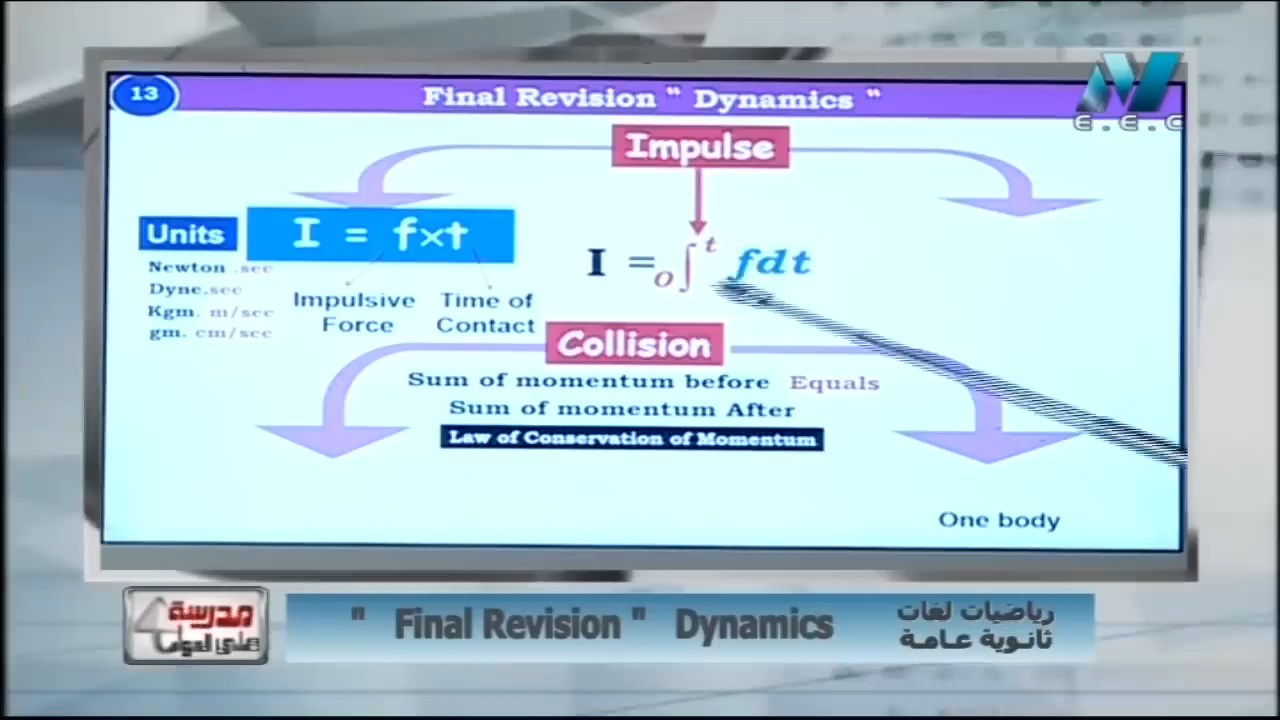 13
Final Revision " Dynamics "
E.E.C
Impulse
Units
I = f×t
I = 0∫t fdt
Newton .sec
Dyne.sec
Kgm. m/sec
gm. cm/sec
Impulsive Force
Time of Contact
Collision
Sum of momentum before Equals
Sum of momentum After
Law of Conservation of Momentum
One body
مدرسة
على الهواء
" Final Revision " Dynamics
رياضيات لغات
ثانوية عامة